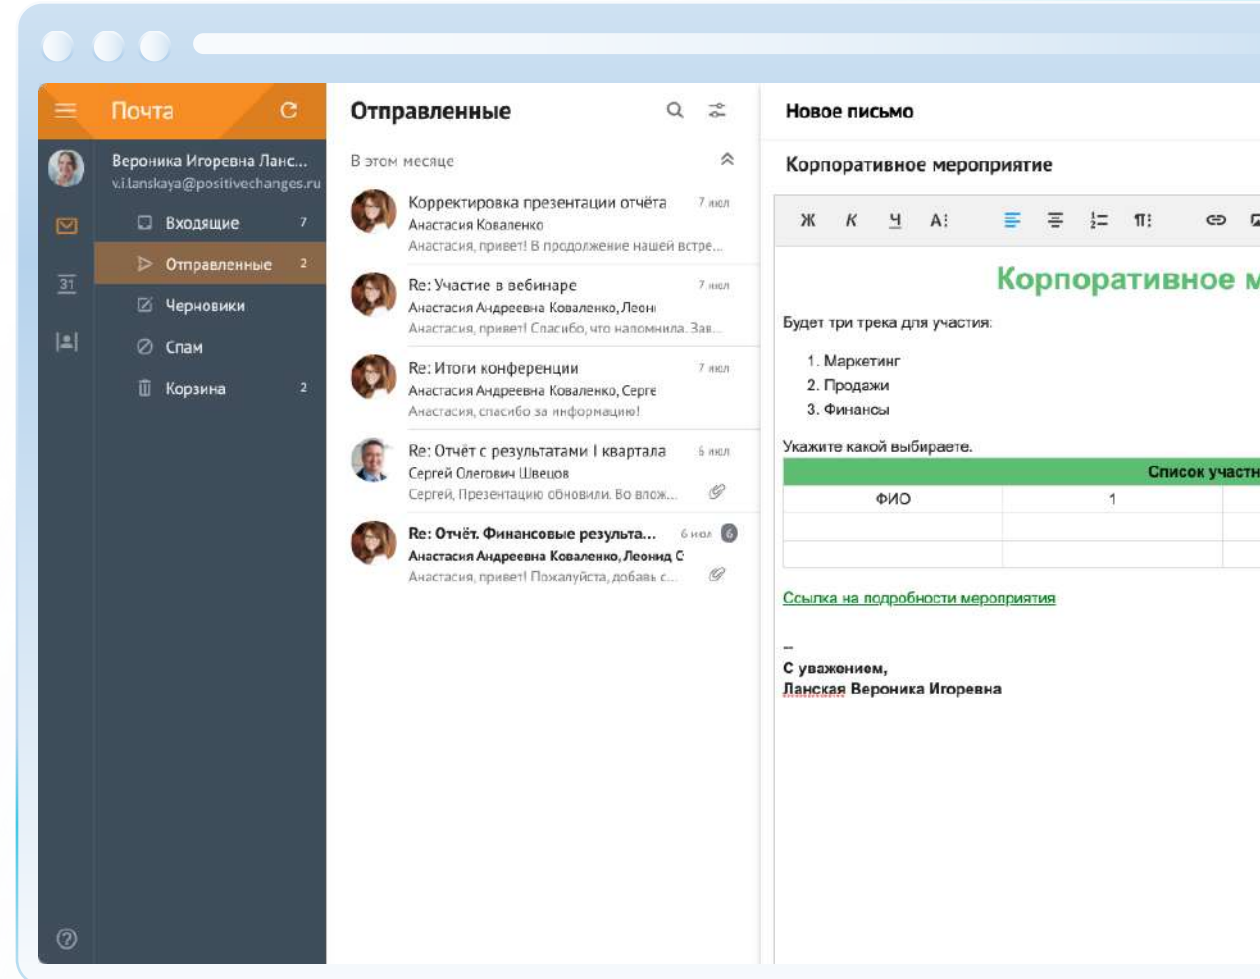 Почта
Вероника Игоревна Ланс...
v.i.lanskaya@positivechanges.ru
Входящие 7
Отправленные 2
31
Черновики
Спам
Корзина 2
Отправленные
В этом месяце
Корректировка презентации отчёта 7 июл
Анастасия Коваленко
Анастасия, привет! В продолжение нашей встре...
Re: Участие в вебинаре 7 июл
Анастасия Андреевна Коваленко, Леони
Анастасия, привет! Спасибо, что напомнила. Зав...
Re: Итоги конференции 7 июл
Анастасия Андреевна Коваленко, Серге
Анастасия, спасибо за информацию!
Re: Отчёт с результатами I квартала 6 июл
Сергей Олегович Швецов
Сергей, Презентацию обновили. Во влож...
Re: Отчёт. Финансовые результа... 6 июл 6
Анастасия Андреевна Коваленко, Леонид С
Анастасия, привет! Пожалуйста, добавь с...
Новое письмо
Корпоративное мероприятие
Ж К Ч А
Корпоративное м
Будет три трека для участия:
1. Маркетинг
2. Продажи
3. Финансы
Укажите какой выбираете.
Список участн
ФИО 1
Ссылка на подробности мероприятия
--
С уважением,
Ланская Вероника Игоревна